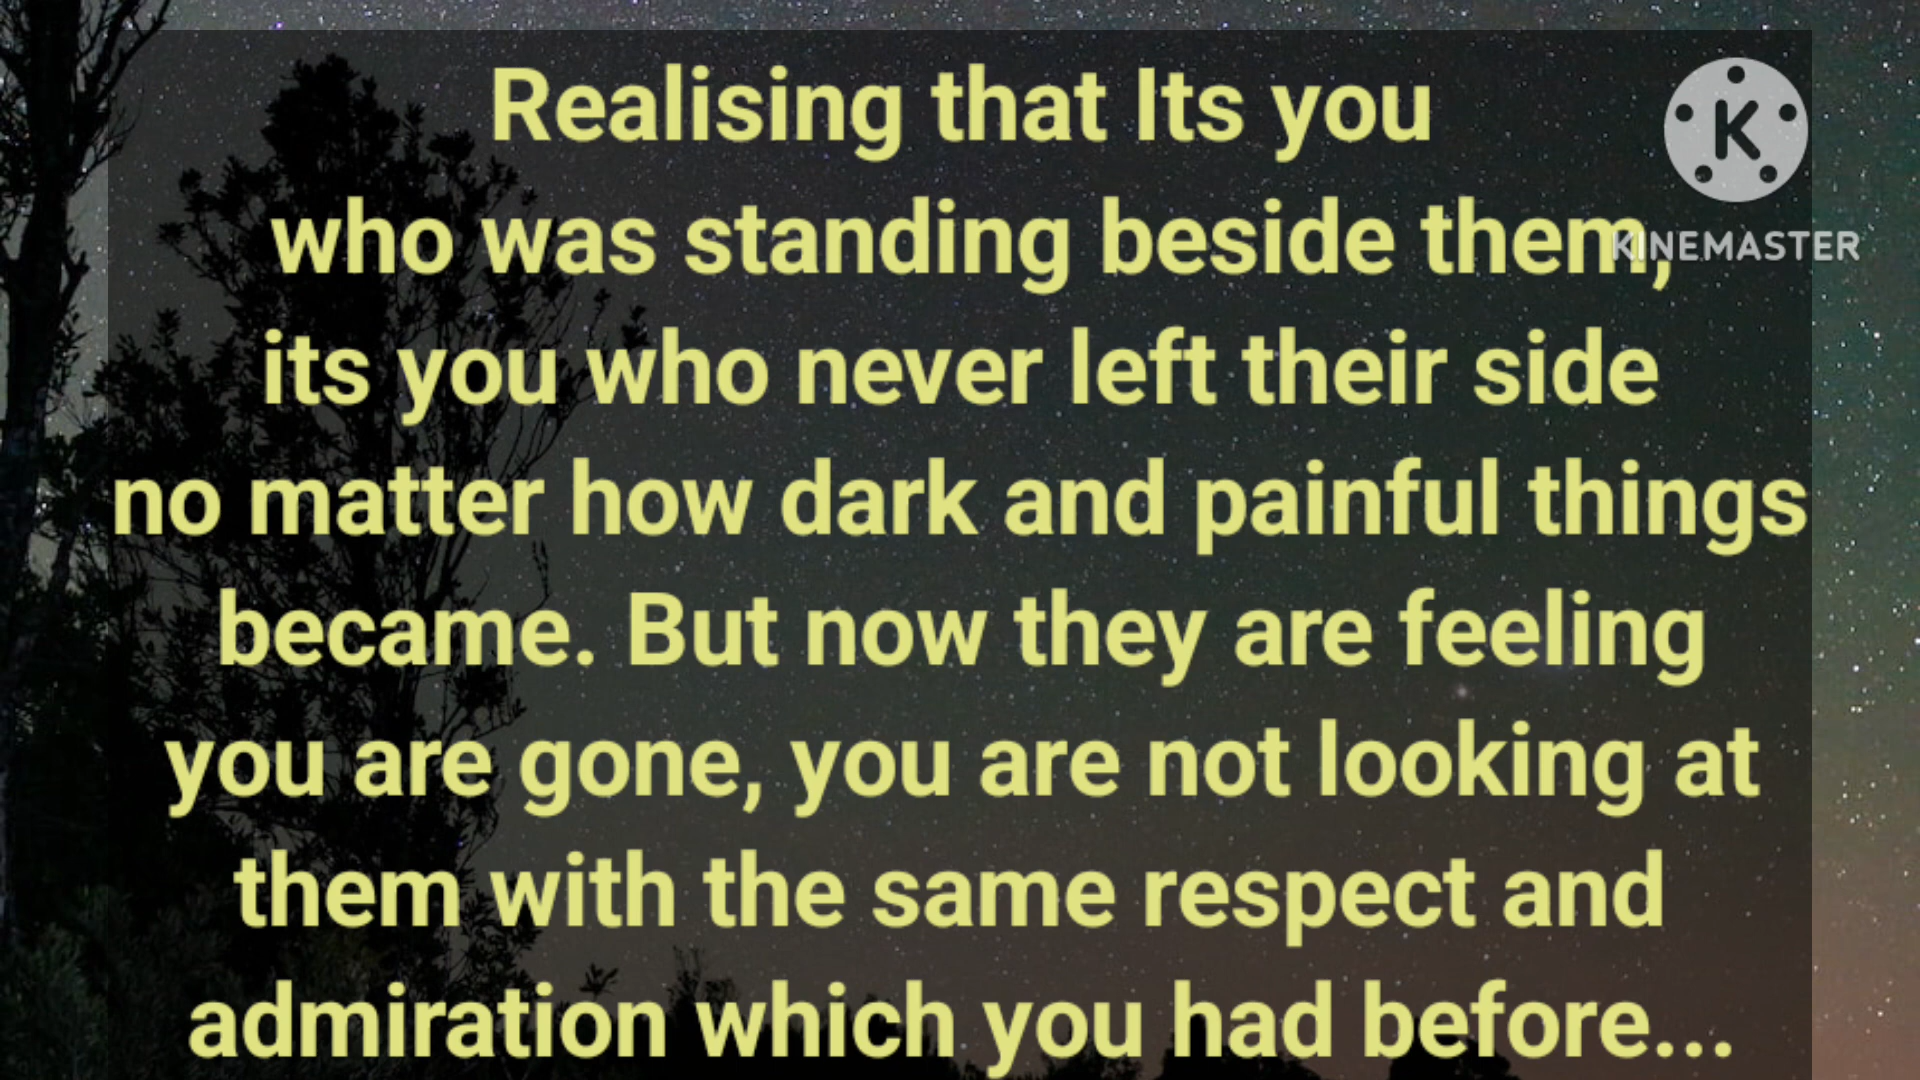 Realising that Its you
K
who was standing beside them,
KINEMASTER
its you who never left their side
no matter how dark and painful things
became. But now they are feeling
you are gone, you are not looking at
them with the same respect and
admiration which you had before...